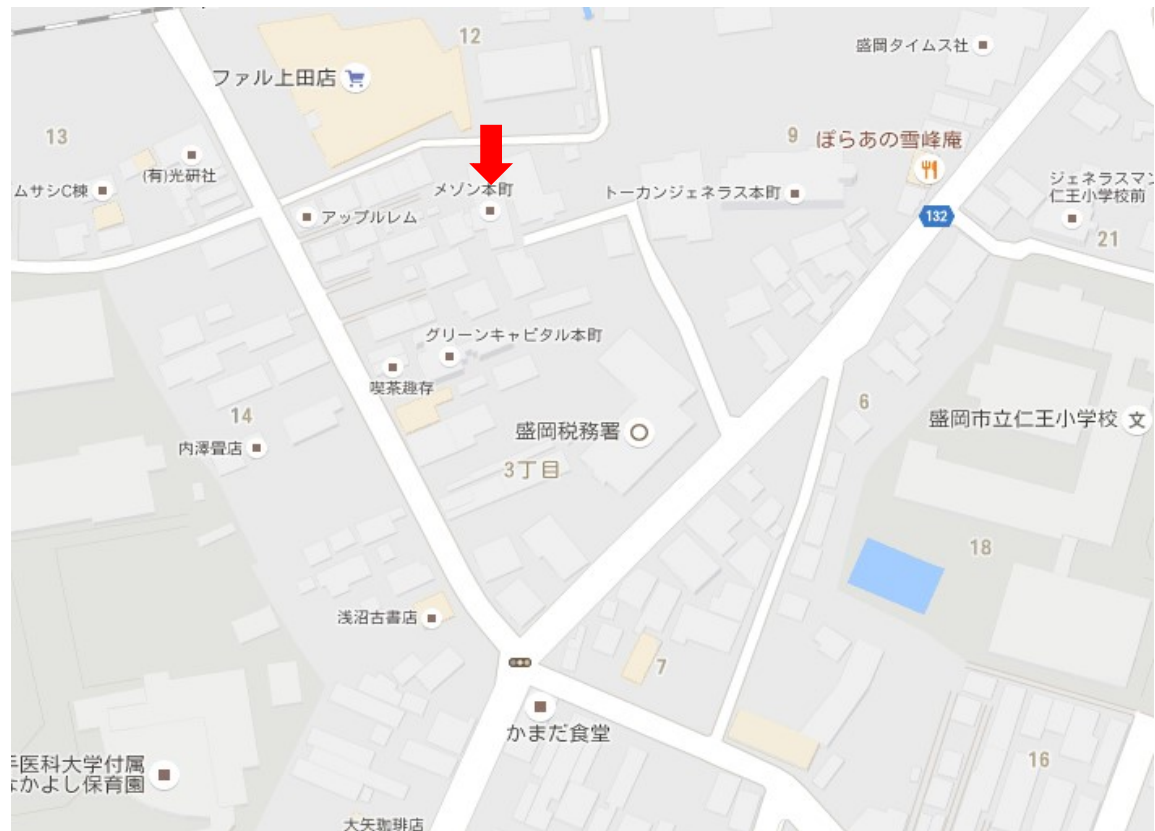 12
盛岡タイムス社
ファル上田店
13
9
ぽらあの雪峰庵
(有)光研社
ムサシC棟
メゾン本町
トーカンジェネラス本町
ジェネラスマン
仁王小学校前
アップルレム
132
21
グリーンキャピタル本町
喫茶趣存
14
6
盛岡税務署
盛岡市立仁王小学校
文
内澤畳店
3丁目
18
浅沼古書店
7
かまだ食堂
16
医科大学付属
なかよし保育園
大矢珈琲店